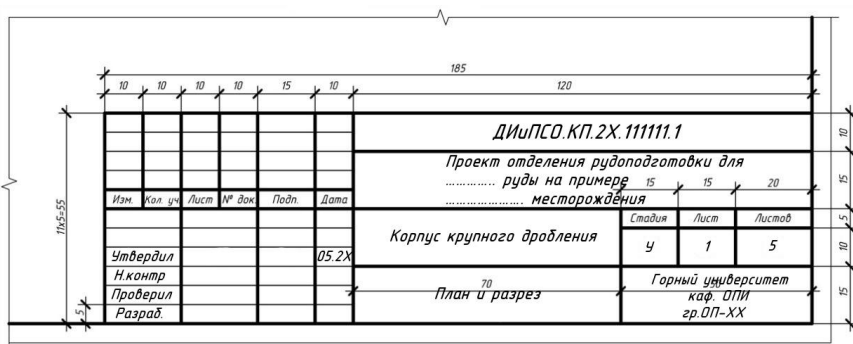 185
10 10 10 10 15 10 120
ДИиПСО.КП.2Х.111111.1
10
Проект отделения рудоподготовки для
………….. руды на примере
…………………. месторождения
15 15 20
15
Изм. Кол. уч Лист № док Подп. Дата
11х5=55
Корпус крупного дробления
Стадия Лист Листов
5
У 1 5
10
Утвердил 05.2Х
Н.контр
Проверил
Разраб.
5
70
План и разрез
Горный университет
каф. ОПИ
гр.ОП-ХХ
15